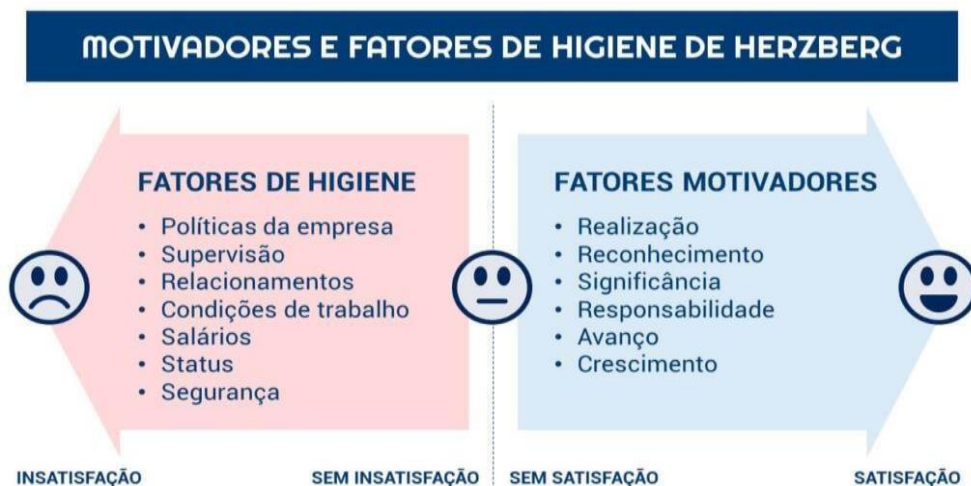 MOTIVADORES E FATORES DE HIGIENE DE HERZBERG
FATORES DE HIGIENE
• Políticas da empresa
• Supervisão
• Relacionamentos
• Condições de trabalho
• Salários
• Status
• Segurança
FATORES MOTIVADORES
• Realização
• Reconhecimento
• Significância
• Responsabilidade
• Avanço
• Crescimento
INSATISFAÇÃO
SEM INSATISFAÇÃO
SEM SATISFAÇÃO
SATISFAÇÃO